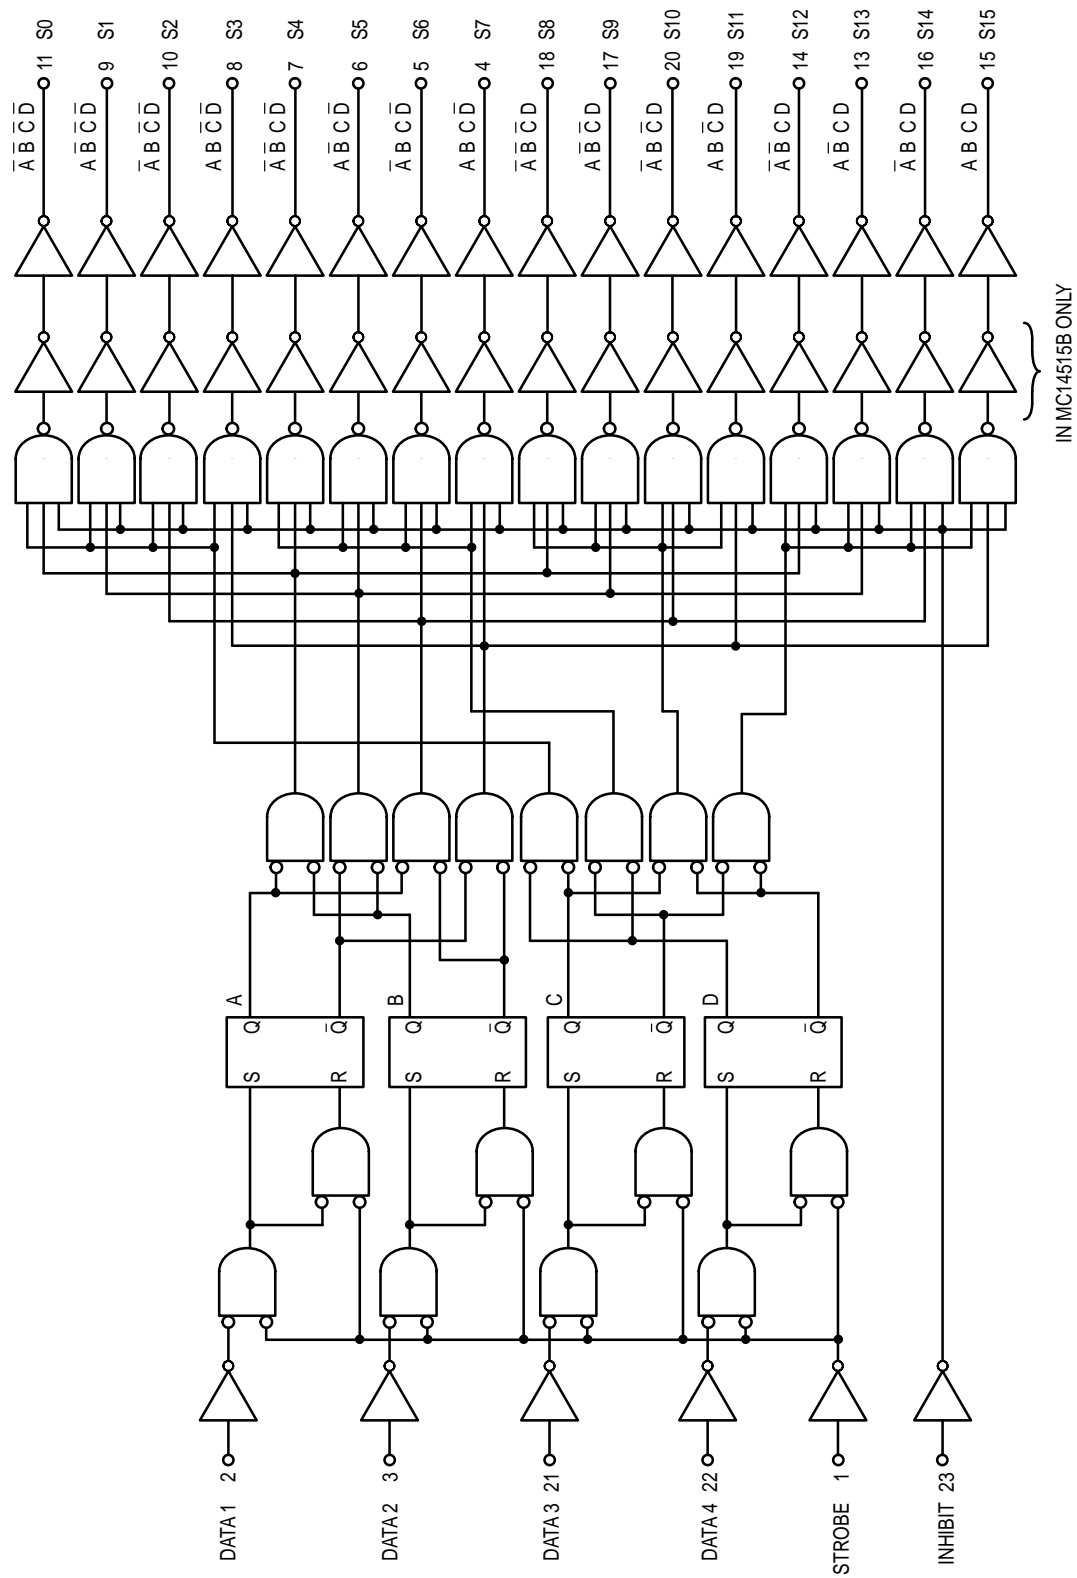 11 S0
A̅ B̅ C̅ D̅
9 S1
A B̅ C̅ D̅
10 S2
A̅ B C̅ D̅
8 S3
A B C̅ D̅
7 S4
A̅ B̅ C D̅
6 S5
A B̅ C D̅
5 S6
A̅ B C D̅
4 S7
A B C D̅
18 S8
A̅ B̅ C̅ D
17 S9
A B̅ C̅ D
20 S10
A̅ B C̅ D
19 S11
A B C̅ D
14 S12
A̅ B̅ C D
13 S13
A B̅ C D
16 S14
A̅ B C D
15 S15
A B C D
IN MC14515B ONLY
DATA 1 2
S Q A
R Q̅
DATA 2 3
S Q B
R Q̅
DATA 3 21
S Q C
R Q̅
DATA 4 22
S Q D
R Q̅
STROBE 1
INHIBIT 23